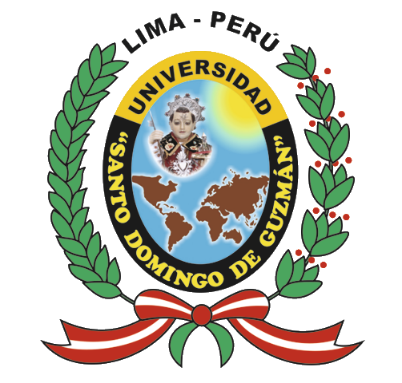 LIMA - PERÚ
UNIVERSIDAD
“SANTO DOMINGO DE GUZMÁN”